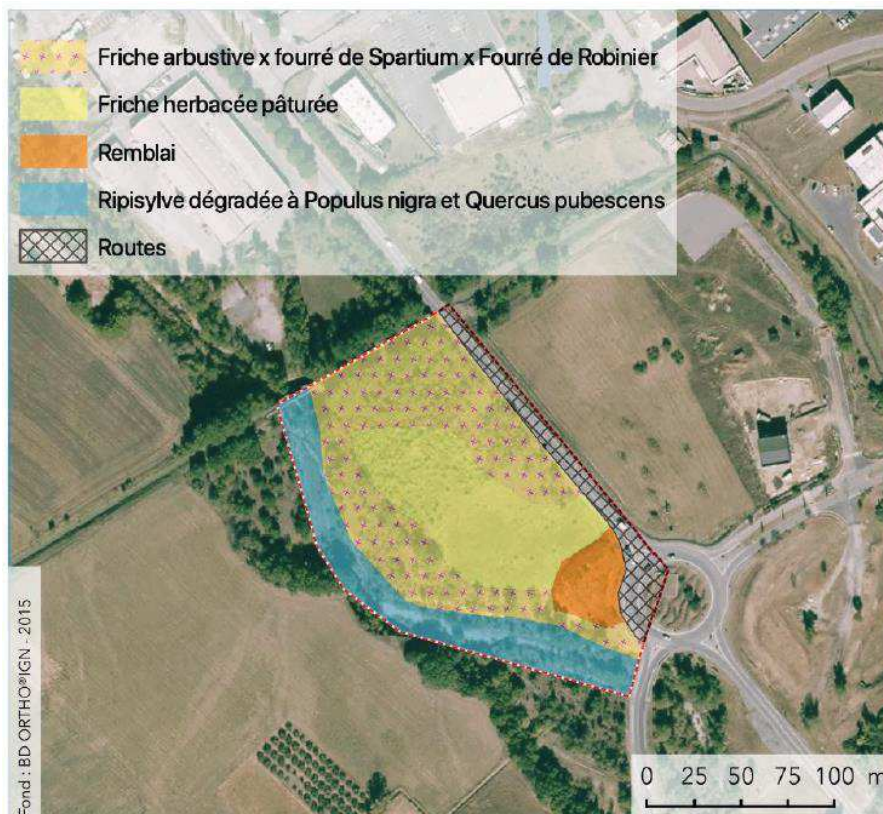 Friche arbustive x fourré de Spartium x Fourré de Robinier
Friche herbacée pâturée
Remblai
Ripisylve dégradée à Populus nigra et Quercus pubescens
Routes
Fond : BD ORTHO®IGN - 2015
0 25 50 75 100 m